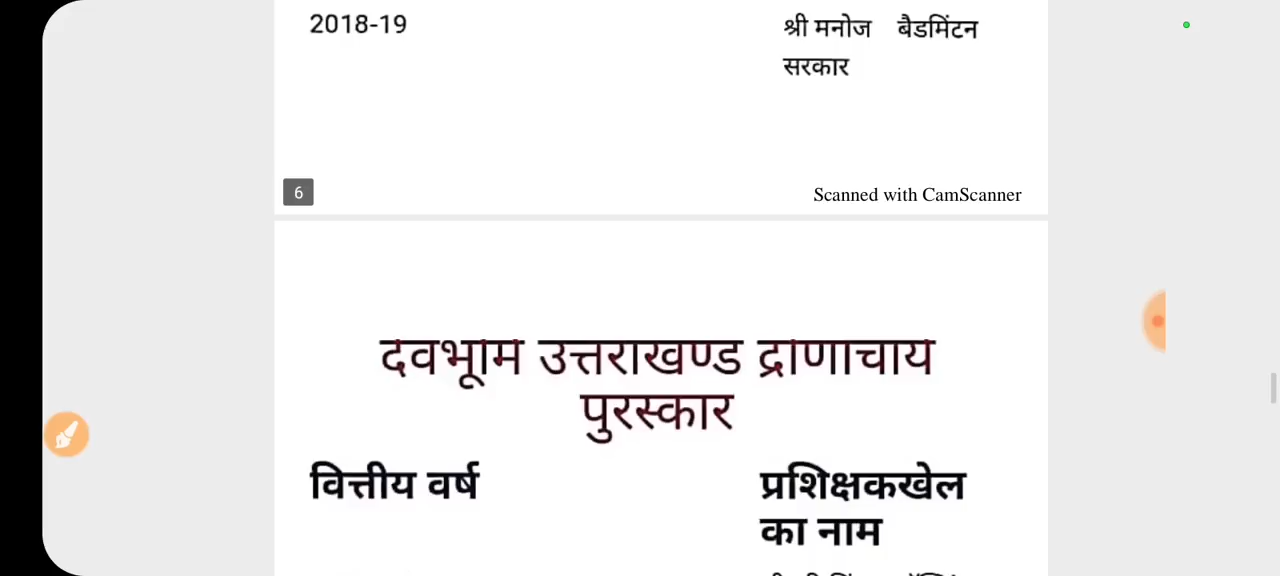 2018-19
श्री मनोज बैडमिंटन
सरकार
6
Scanned with CamScanner
दवभूाम उत्तराखण्ड द्राणाचाय
पुरस्कार
वित्तीय वर्ष
प्रशिक्षकखेल
का नाम